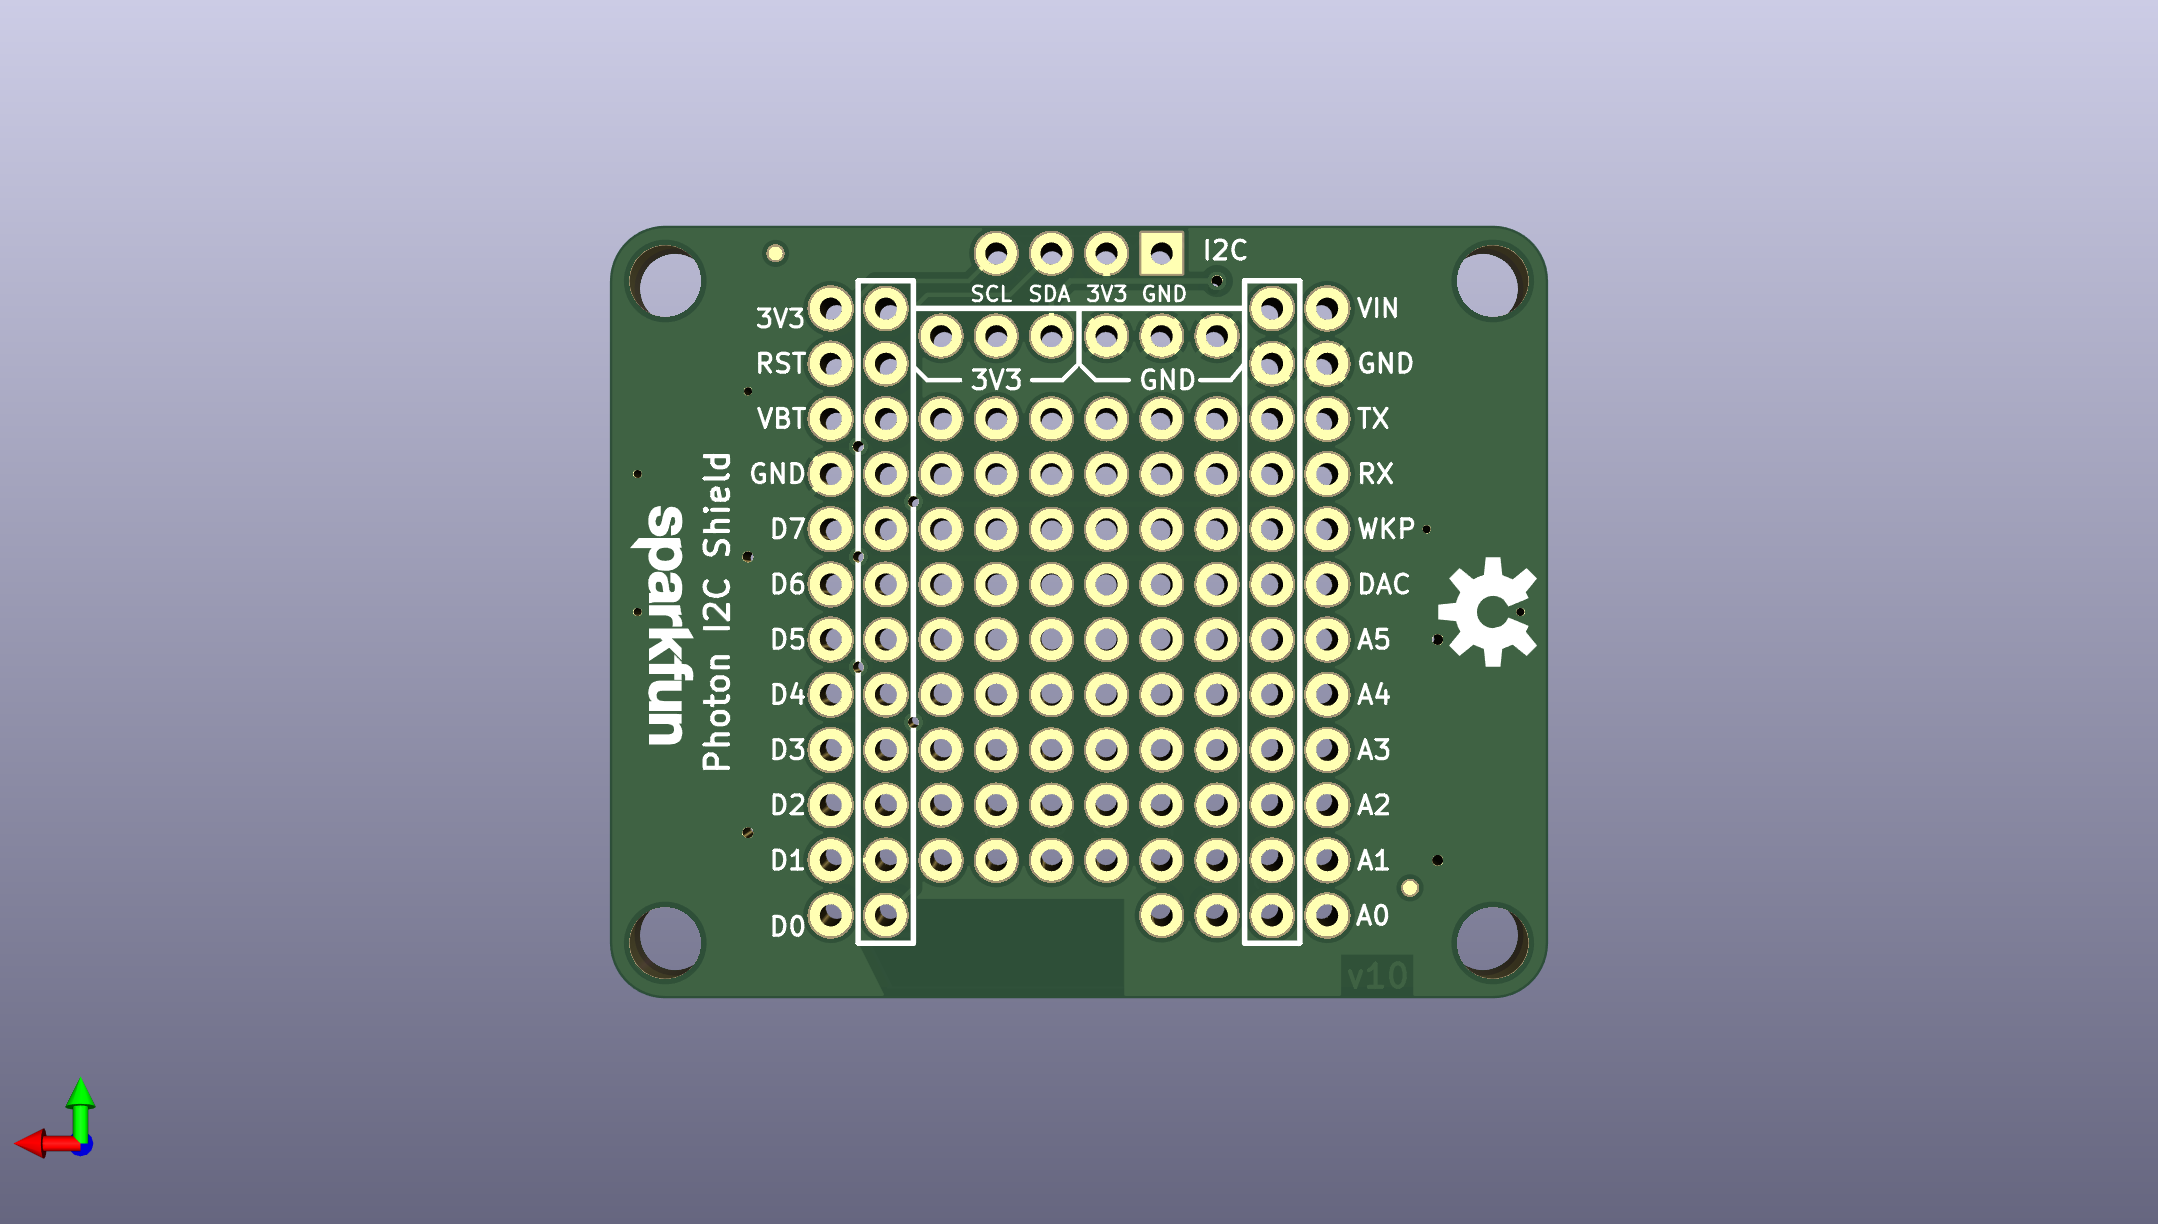 I2C
SCL SDA 3V3 GND
3V3
RST
VBT
GND
D7
D6
D5
D4
D3
D2
D1
D0
3V3 GND
VIN
GND
TX
RX
WKP
DAC
A5
A4
A3
A2
A1
A0
sparkfun
Photon I2C Shield
v10